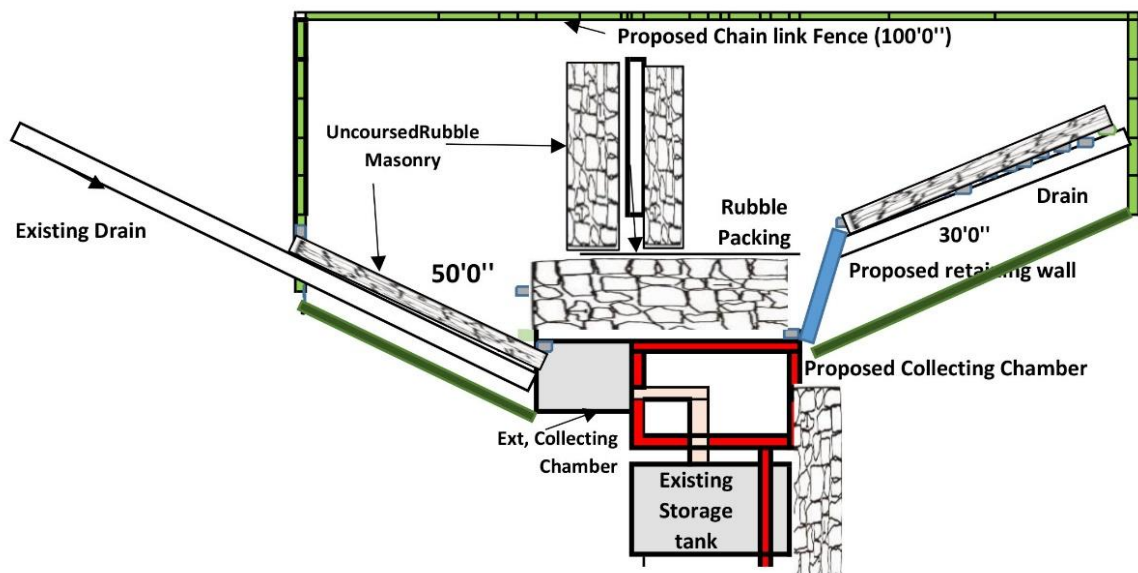 Proposed Chain link Fence (100'0'')
UncoursedRubble
Masonry
Existing Drain
50'0''
Rubble
Packing
Drain
30'0''
Proposed retaining wall
Proposed Collecting Chamber
Ext, Collecting
Chamber
Existing
Storage
tank